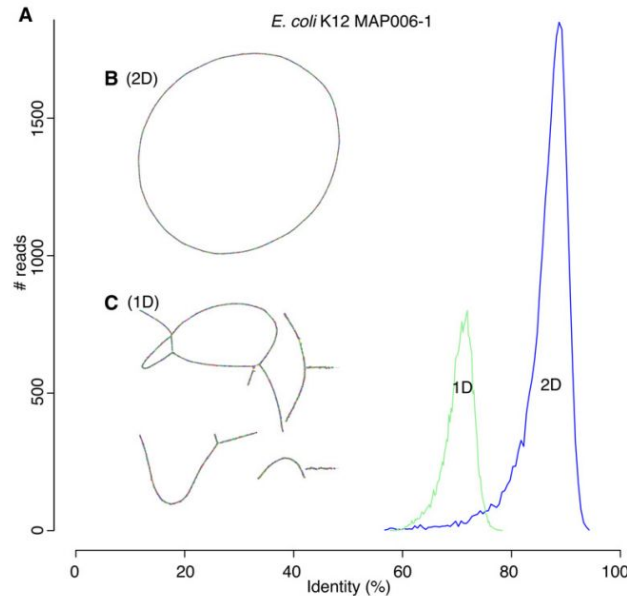 A
E. coli K12 MAP006-1
B (2D)
C (1D)
1D
2D
# reads
0
500
1000
1500
0
20
40
60
80
100
Identity (%)